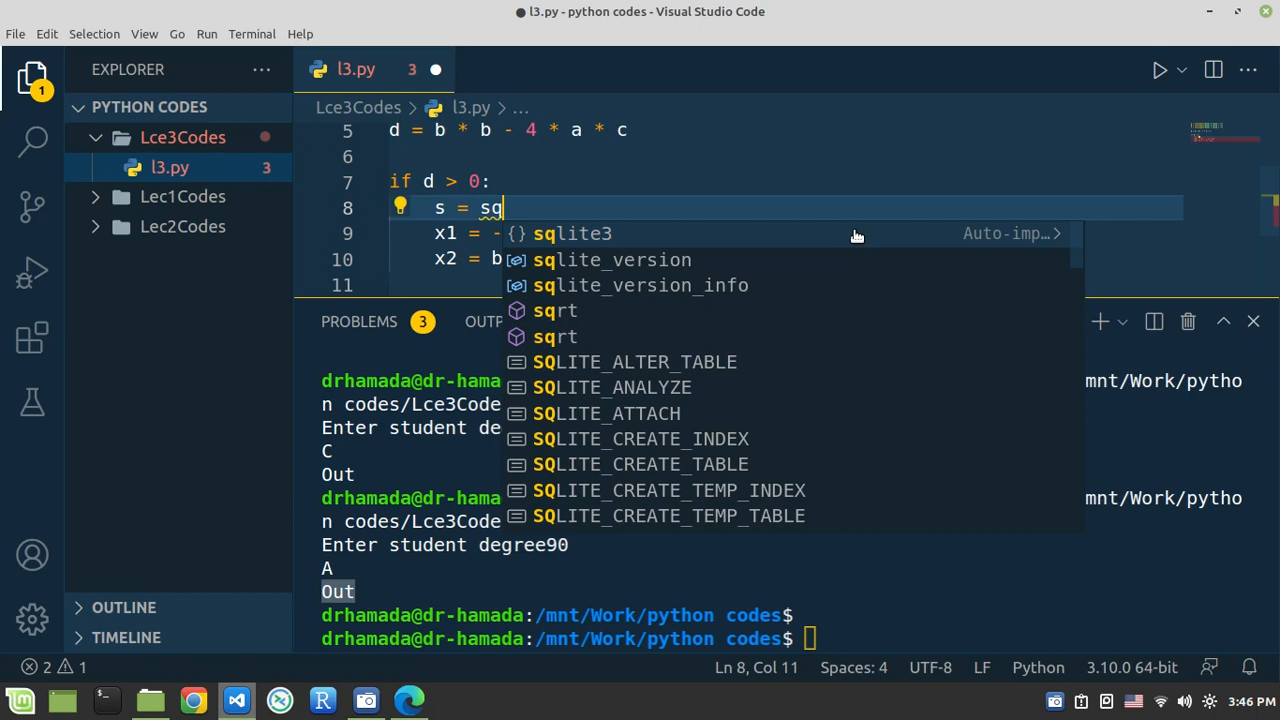 ● l3.py - python codes - Visual Studio Code
File Edit Selection View Go Run Terminal Help
1
EXPLORER ...
l3.py 3 ●
PYTHON CODES
Lce3Codes > l3.py > ...
Lce3Codes
l3.py 3
Lec1Codes
Lec2Codes
5 d = b * b - 4 * a * c
6
7 if d > 0:
8 s = sq
9 x1 = -
10 x2 = b
11
sqlite3 Auto-imp…
sqlite_version
sqlite_version_info
sqrt
sqrt
SQLITE_ALTER_TABLE
SQLITE_ANALYZE
SQLITE_ATTACH
SQLITE_CREATE_INDEX
SQLITE_CREATE_TABLE
SQLITE_CREATE_TEMP_INDEX
SQLITE_CREATE_TEMP_TABLE
PROBLEMS 3 OUTP
drhamada@dr-hama mnt/Work/pytho
n codes/Lce3Code
Enter student de
C
Out
drhamada@dr-hama mnt/Work/pytho
n codes/Lce3Code
Enter student degree90
A
Out
drhamada@dr-hamada:/mnt/Work/python codes$
drhamada@dr-hamada:/mnt/Work/python codes$
OUTLINE
TIMELINE
2 1 Ln 8, Col 11 Spaces: 4 UTF-8 LF Python 3.10.0 64-bit
3:46 PM